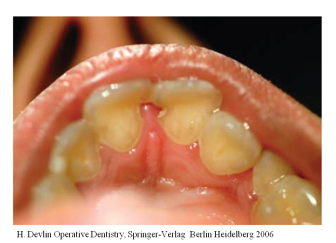 H. Devlin Operative Dentistry, Springer-Verlag Berlin Heidelberg 2006